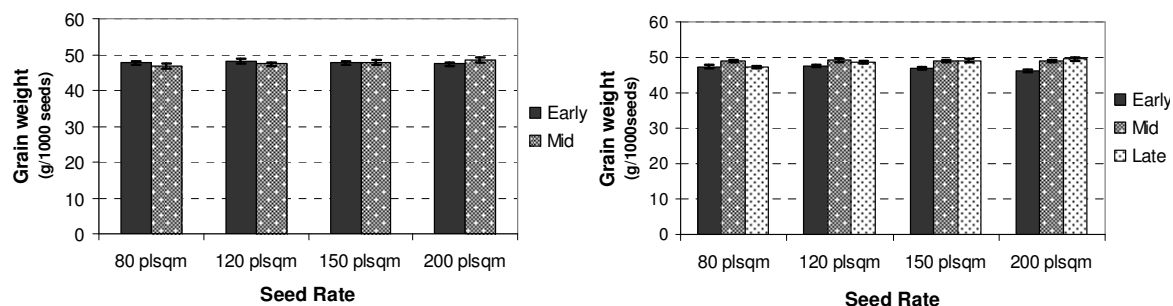 60
50
40
30
20
10
0
Grain weight
(g/1000 seeds)
80 plsqm 120 plsqm 150 plsqm 200 plsqm
Seed Rate
Early
Mid
60
50
40
30
20
10
0
Grain weight
(g/1000seeds)
80 plsqm 120 plsqm 150 plsqm 200 plsqm
Seed Rate
Early
Mid
Late